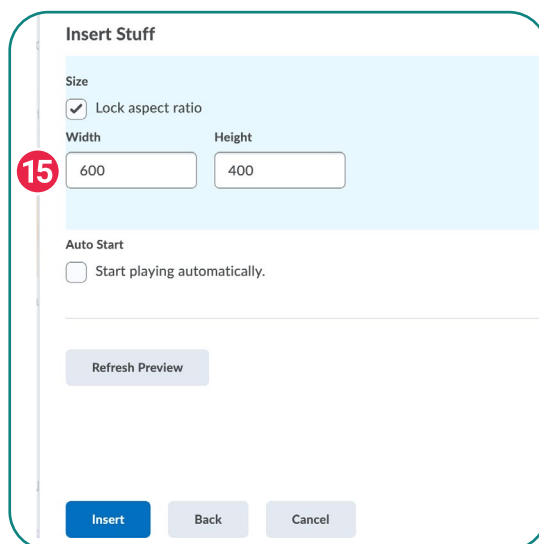 Insert Stuff
Size
Lock aspect ratio
Width Height
15 600 400
Auto Start
Start playing automatically.
Refresh Preview
Insert Back Cancel